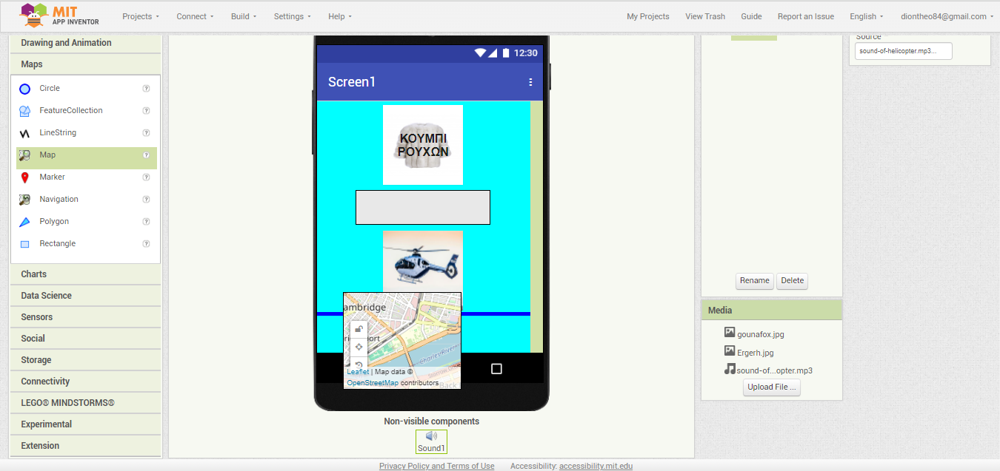 MIT
APP INVENTOR
Projects
Connect
Build
Settings
Help
My Projects
View Trash
Guide
Report an Issue
English
diontheo84@gmail.com
Drawing and Animation
Maps
Circle
FeatureCollection
LineString
Map
Marker
Navigation
Polygon
Rectangle
Charts
Data Science
Sensors
Social
Storage
Connectivity
LEGO® MINDSTORMS®
Experimental
Extension
12:30
Screen1
ΚΟΥΜΠΙ
ΡΟΥΧΩΝ
ambridge
ort
Charles River
Leaflet | Map data ©
OpenStreetMap contributors
Back
Non-visible components
Sound1
Rename
Delete
Media
gounafox.jpg
Ergerh.jpg
sound-of...opter.mp3
Upload File ...
Source
sound-of-helicopter.mp3...
Privacy Policy and Terms of Use
Accessibility: accessibility.mit.edu